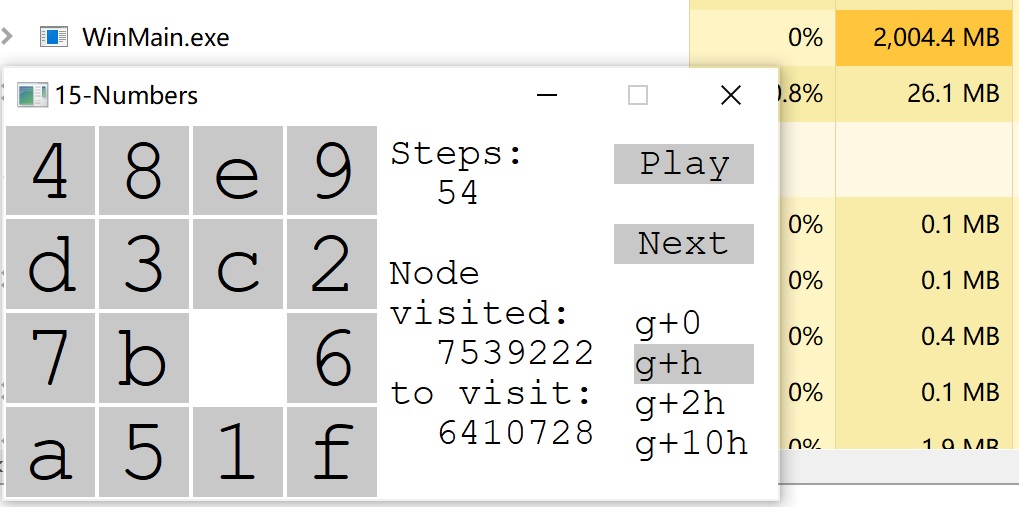 WinMain.exe 0% 2,004.4 MB
15-Numbers .8% 26.1 MB
4 8 e 9
d 3 c 2
7 b 6
a 5 1 f
Steps:
54
Node
visited:
7539222
to visit:
6410728
Play
Next
g+0
g+h
g+2h
g+10h
0% 0.1 MB
0% 0.1 MB
0% 0.4 MB
0% 0.1 MB
0% 1.9 MB